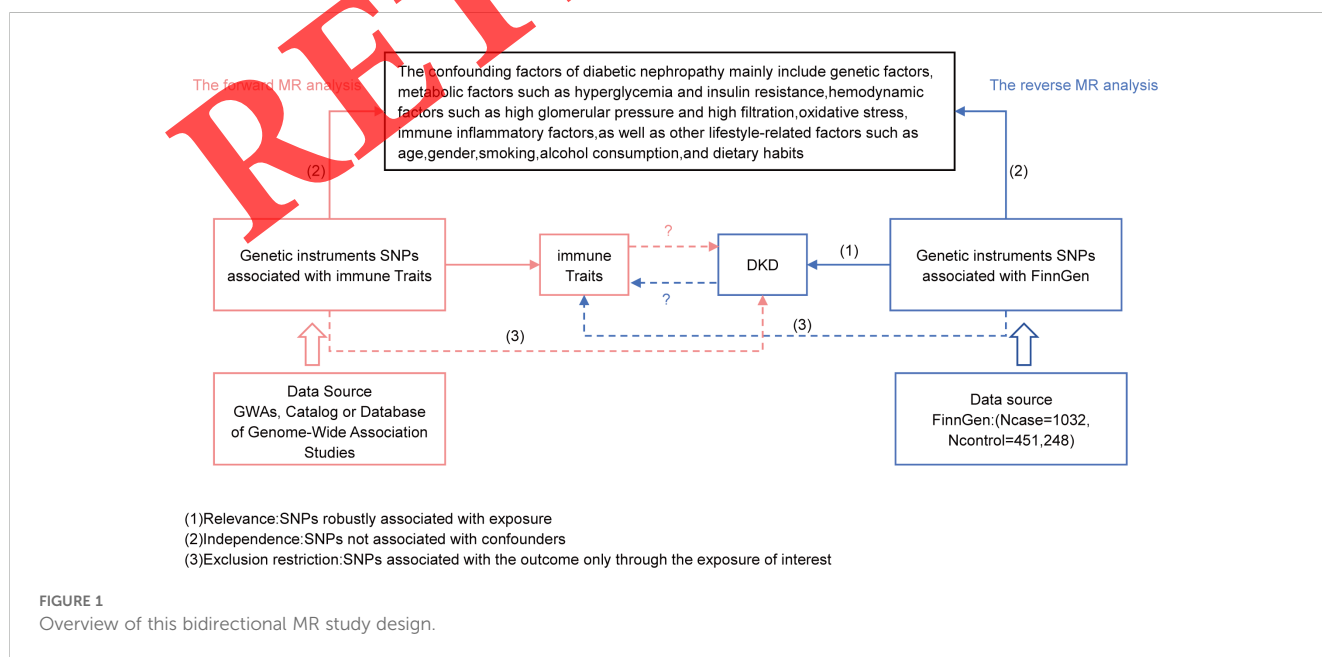 RET
The forward MR analysis
The confounding factors of diabetic nephropathy mainly include genetic factors,
metabolic factors such as hyperglycemia and insulin resistance,hemodynamic
factors such as high glomerular pressure and high filtration,oxidative stress,
immune inflammatory factors,as well as other lifestyle-related factors such as
age,gender,smoking,alcohol consumption,and dietary habits
The reverse MR analysis
(2)
(2)
Genetic instruments SNPs
associated with immune Traits
?
immune
Traits
DKD
?
(1)
Genetic instruments SNPs
associated with FinnGen
(3)
(3)
Data Source
GWAs, Catalog or Database
of Genome-Wide Association
Studies
Data source
FinnGen:(Ncase=1032,
Ncontrol=451,248)
(1)Relevance:SNPs robustly associated with exposure
(2)Independence:SNPs not associated with confounders
(3)Exclusion restriction:SNPs associated with the outcome only through the exposure of interest
FIGURE 1
Overview of this bidirectional MR study design.